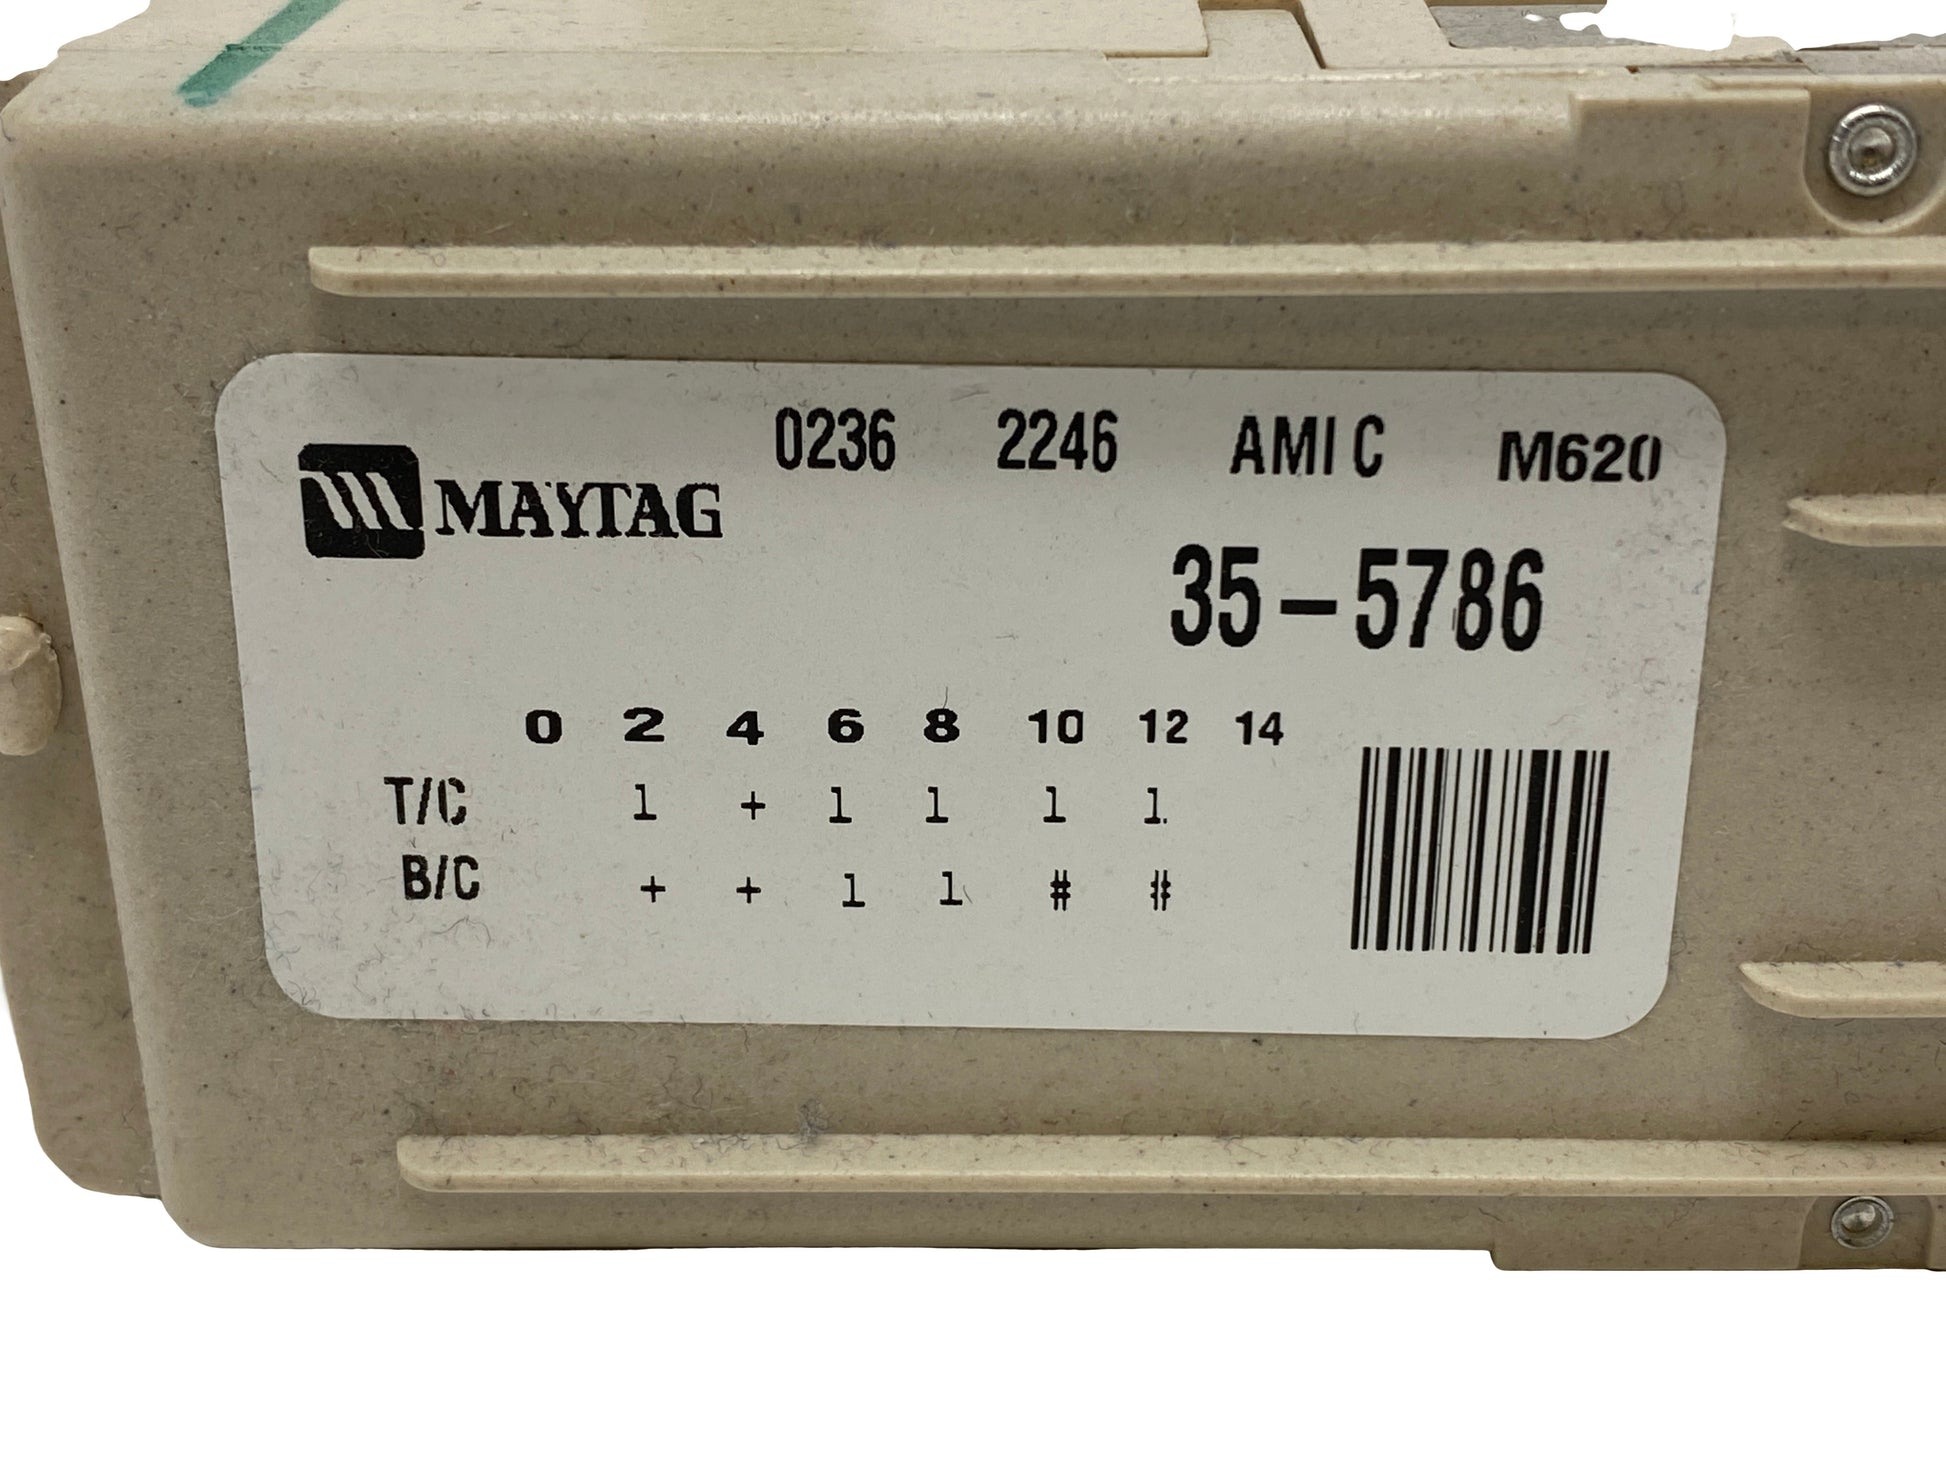 0236 2246 AMI C M620
MAYTAG
35-5786
0 2 4 6 8 10 12 14
T/C 1 + 1 1 1 1
B/C + + 1 1 # #